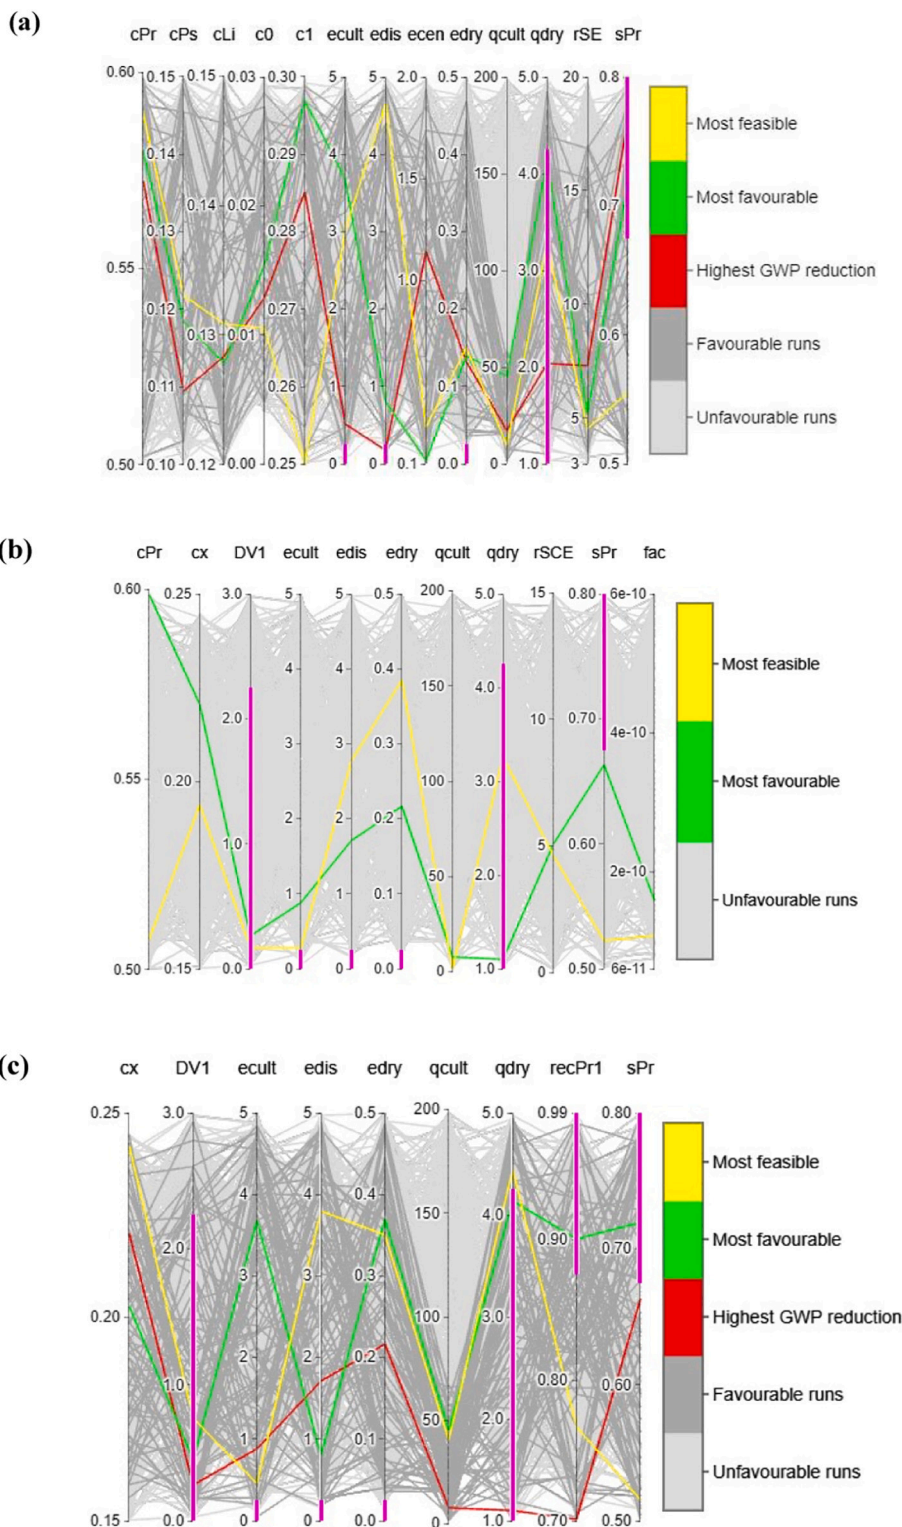 (a)
cPr cPs cLi c0 c1 ecult edis ecen edry qcult qdry rSE sPr
0.60 0.15 0.15 0.03 0.30 5 5 2.0 0.5 200 5.0 20 0.8
Most feasible
0.14 0.29 4 4 1.5 0.4 150 4.0 15
Most favourable
0.14 0.02 0.7
0.13 0.28 3 3 0.3
0.55 1.0 100 3.0 Highest GWP reduction
0.12 0.27 2 2 0.2 10
0.13 0.01 0.6
Favourable runs
50 2.0
0.11 0.26 1 1 0.1
5 Unfavourable runs
0.50 0.10 0.12 0.00 0.25 0 0 0.1 0.0 0 1.0 3 0.5
(b)
cPr cx DV1 ecult edis edry qcult qdry rSCE sPr fac
0.60 0.25 3.0 5 5 0.5 200 5.0 15 0.80 6e-10
4 4 0.4 Most feasible
150 4.0
2.0 10 0.70 4e-10
3 3 0.3
0.55 0.20 100 3.0 Most favourable
2 2 0.2
1.0 5 0.60
50 2.0 2e-10
1 1 0.1 Unfavourable runs
0.50 0.15 0.0 0 0 0.0 0 1.0 0 0.50 6e-11
(c)
cx DV1 ecult edis edry qcult qdry recPr1 sPr
0.25 3.0 5 5 0.5 200 5.0 0.99 0.80
Most feasible
4 4 0.4
150 4.0
0.90 Most favourable
2.0 0.70
3 3 0.3
0.20 100 3.0 Highest GWP reduction
2 2 0.2
1.0 0.80 0.60
Favourable runs
50 2.0
1 1 0.1
Unfavourable runs
0.15 0.0 0 0 0.0 0 1.0 0.70 0.50